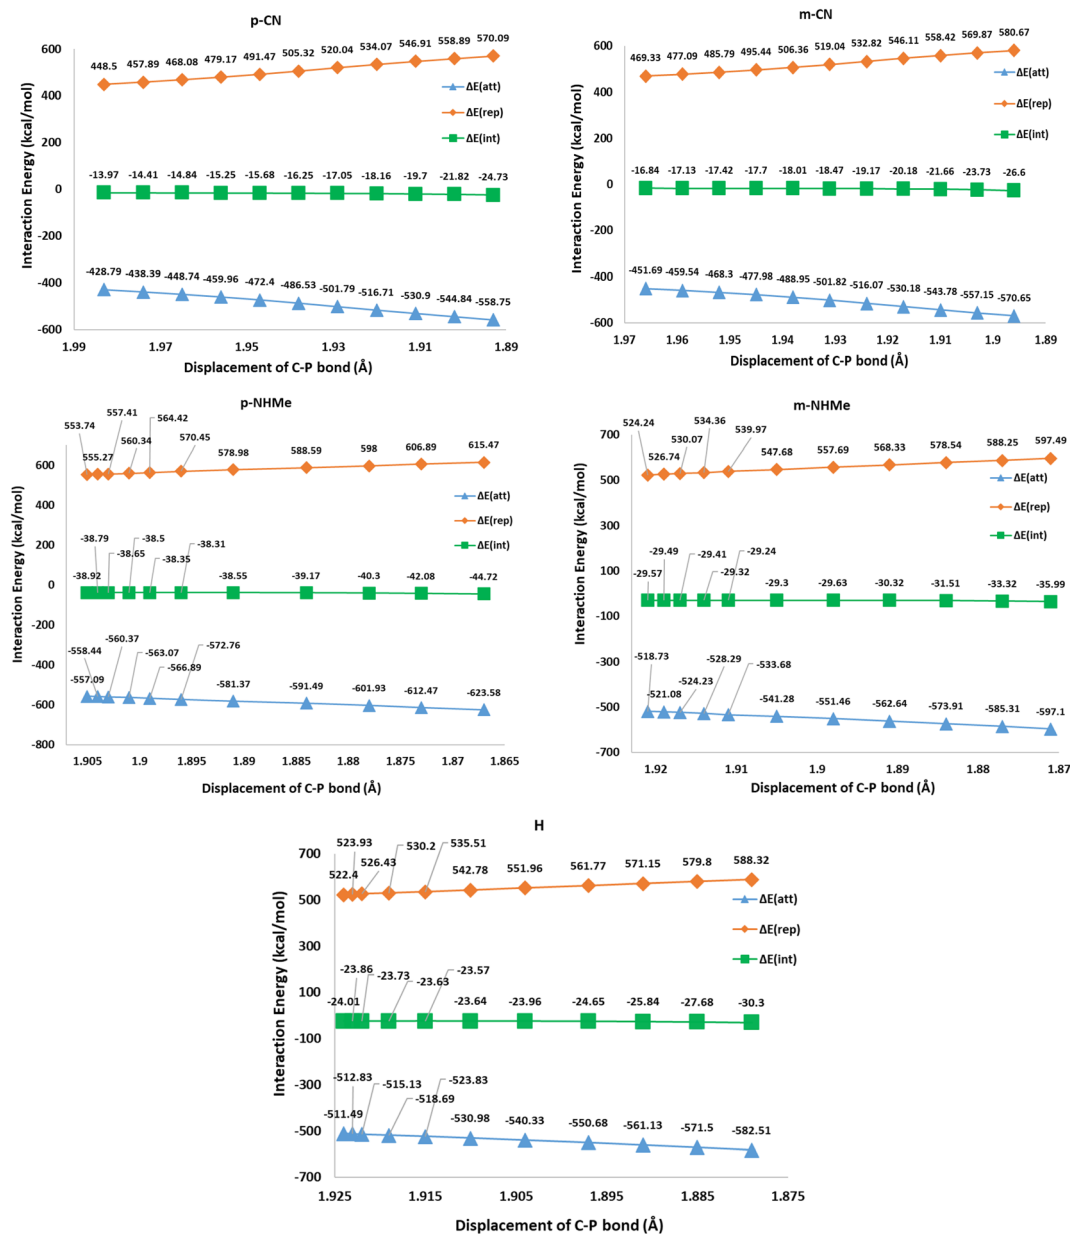 p-CN
600
400
200
0
-200
-400
-600
Interaction Energy (kcal/mol)
448.5 457.89 468.08 479.17 491.47 505.32 520.04 534.07 546.91 558.89 570.09
ΔE(att)
ΔE(rep)
ΔE(int)
-13.97 -14.41 -14.84 -15.25 -15.68 -16.25 -17.05 -18.16 -19.7 -21.82 -24.73
-428.79 -438.39 -448.74 -459.96 -472.4 -486.53 -501.79 -516.71 -530.9 -544.84 -558.75
1.99 1.97 1.95 1.93 1.91 1.89
Displacement of C-P bond (Å)
m-CN
600
400
200
0
-200
-400
-600
Interaction Energy (kcal/mol)
469.33 477.09 485.79 495.44 506.36 519.04 532.82 546.11 558.42 569.87 580.67
ΔE(att)
ΔE(rep)
ΔE(int)
-16.84 -17.13 -17.42 -17.7 -18.01 -18.47 -19.17 -20.18 -21.66 -23.73 -26.6
-451.69 -459.54 -468.3 -477.98 -488.95 -501.82 -516.07 -530.18 -543.78 -557.15 -570.65
1.97 1.96 1.95 1.94 1.93 1.92 1.91 1.9 1.89
Displacement of C-P bond (Å)
p-NHMe
600
400
200
0
-200
-400
-600
-800
Interaction Energy (kcal/mol)
553.74 555.27 557.41 560.34 564.42 570.45 578.98 588.59 598 606.89 615.47
ΔE(att)
ΔE(rep)
ΔE(int)
-38.92 -38.79 -38.65 -38.5 -38.35 -38.31 -38.55 -39.17 -40.3 -42.08 -44.72
-557.09 -558.44 -560.37 -563.07 -566.89 -572.76 -581.37 -591.49 -601.93 -612.47 -623.58
1.905 1.9 1.895 1.89 1.885 1.88 1.875 1.87 1.865
Displacement of C-P bond (Å)
m-NHMe
700
500
300
100
-100
-300
-500
-700
Interaction Energy (kcal/mol)
524.24 526.74 530.07 534.36 539.97 547.68 557.69 568.33 578.54 588.25 597.49
ΔE(att)
ΔE(rep)
ΔE(int)
-29.57 -29.49 -29.41 -29.32 -29.24 -29.3 -29.63 -30.32 -31.51 -33.32 -35.99
-518.73 -521.08 -524.23 -528.29 -533.68 -541.28 -551.46 -562.64 -573.91 -585.31 -597.1
1.92 1.91 1.9 1.89 1.88 1.87
Displacement of C-P bond (Å)
H
700
500
300
100
-100
-300
-500
-700
Interaction Energy (kcal/mol)
522.4 523.93 526.43 530.2 535.51 542.78 551.96 561.77 571.15 579.8 588.32
ΔE(att)
ΔE(rep)
ΔE(int)
-24.01 -23.86 -23.73 -23.63 -23.57 -23.64 -23.96 -24.65 -25.84 -27.68 -30.3
-511.49 -512.83 -515.13 -518.69 -523.83 -530.98 -540.33 -550.68 -561.13 -571.5 -582.51
1.925 1.915 1.905 1.895 1.885 1.875
Displacement of C-P bond (Å)